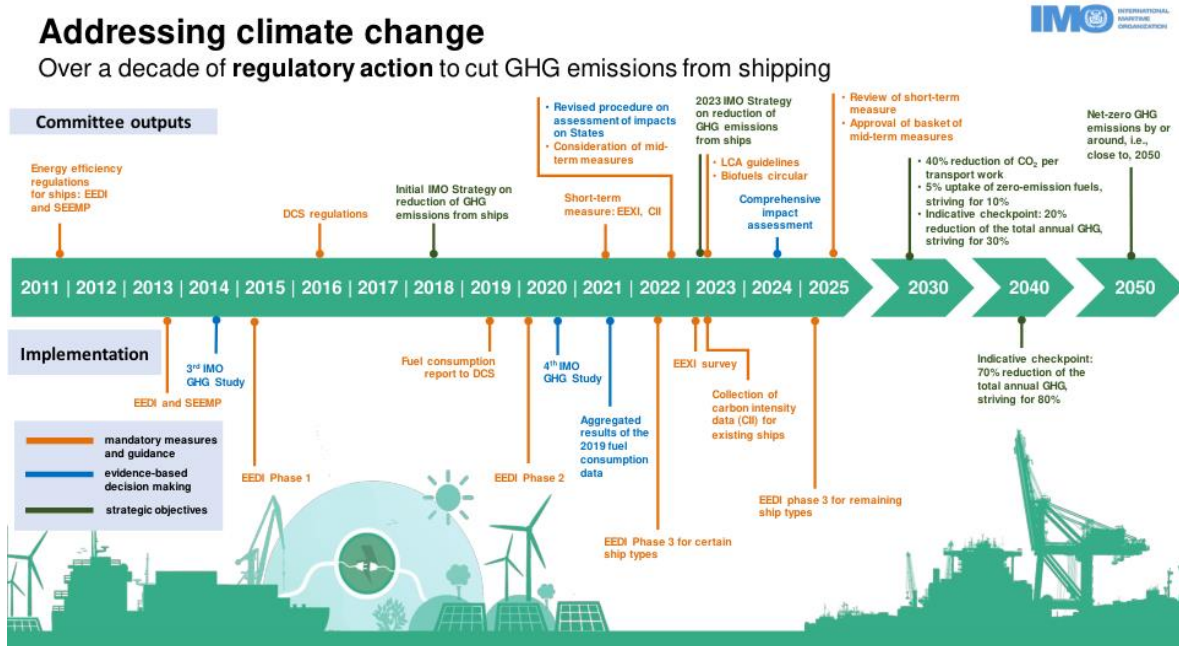 Addressing climate change
Over a decade of regulatory action to cut GHG emissions from shipping
IMO
INTERNATIONAL
MARITIME
ORGANIZATION
Committee outputs
Energy efficiency
regulations
for ships: EEDI
and SEEMP
DCS regulations
Initial IMO Strategy on
reduction of GHG
emissions from ships
• Revised procedure on
assessment of impacts
on States
• Consideration of mid-
term measures
Short-term
measure: EEXI, CII
2023 IMO Strategy
on reduction of
GHG emissions
from ships
• LCA guidelines
• Biofuels circular
Comprehensive
impact
assessment
• Review of short-term
measure
• Approval of basket of
mid-term measures
• 40% reduction of CO₂ per
transport work
• 5% uptake of zero-emission fuels,
striving for 10%
• Indicative checkpoint: 20%
reduction of the total annual GHG,
striving for 30%
Net-zero GHG
emissions by or
around, i.e.,
close to, 2050
2011 | 2012 | 2013 | 2014 | 2015 | 2016 | 2017 | 2018 | 2019 | 2020 | 2021 | 2022 | 2023 | 2024 | 2025
2030
2040
2050
Implementation
EEDI and SEEMP
3rd IMO
GHG Study
EEDI Phase 1
Fuel consumption
report to DCS
EEDI Phase 2
4th IMO
GHG Study
Aggregated
results of the
2019 fuel
consumption
data
EEDI Phase 3 for certain
ship types
EEXI survey
Collection of
carbon intensity
data (CII) for
existing ships
EEDI phase 3 for remaining
ship types
Indicative checkpoint:
70% reduction of the
total annual GHG,
striving for 80%
mandatory measures
and guidance
evidence-based
decision making
strategic objectives